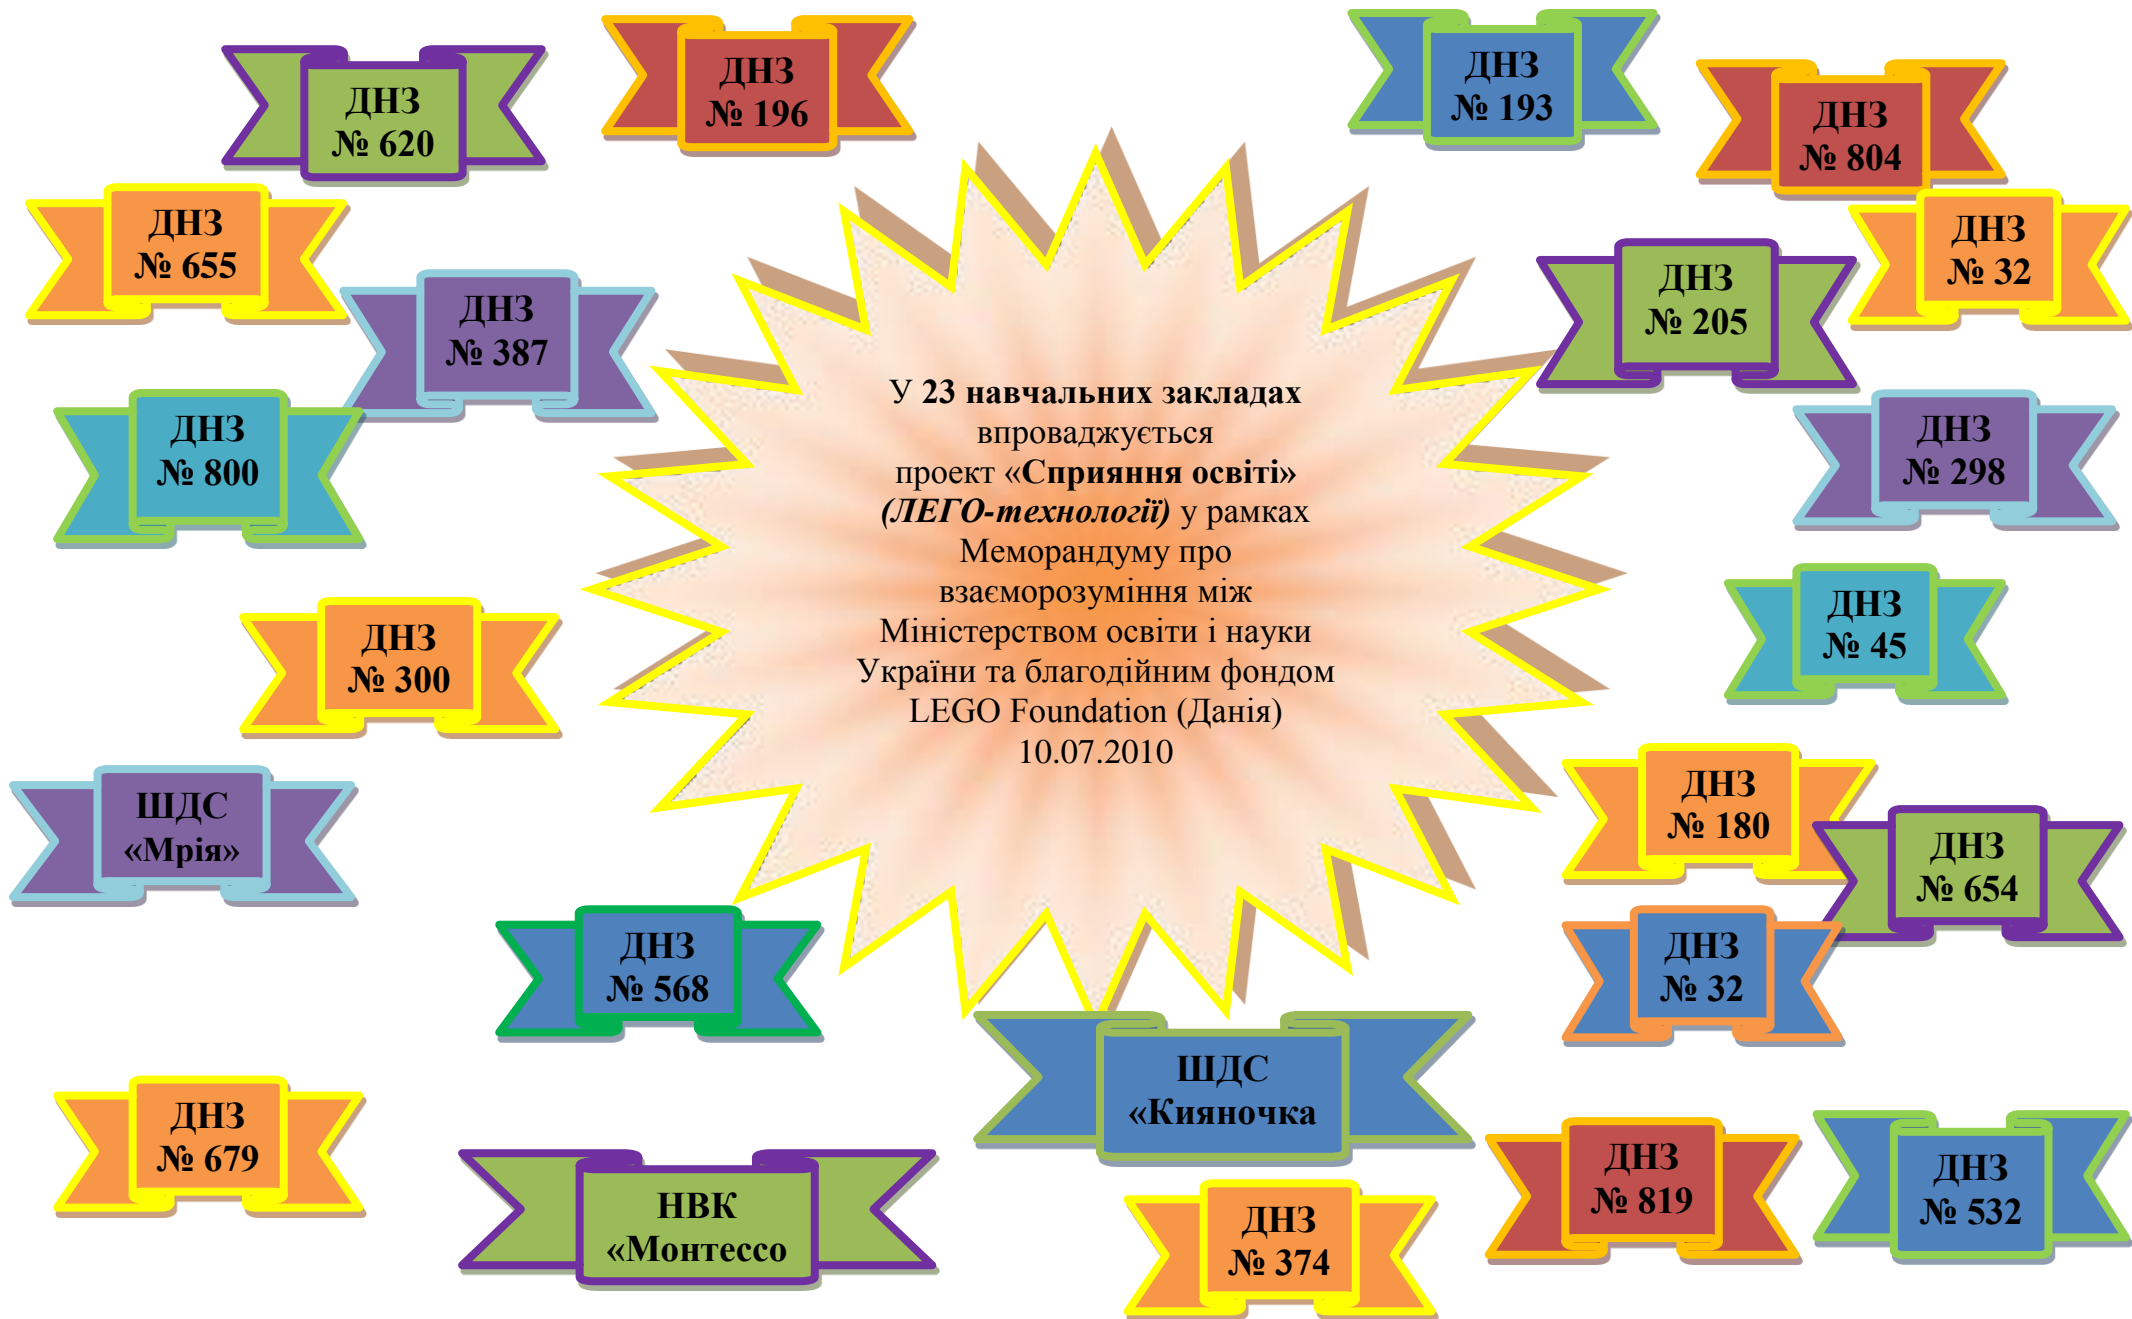 ДНЗ
№ 620
ДНЗ
№ 196
ДНЗ
№ 193
ДНЗ
№ 804
ДНЗ
№ 655
ДНЗ
№ 32
ДНЗ
№ 387
ДНЗ
№ 205
ДНЗ
№ 800
ДНЗ
№ 298
У 23 навчальних закладах
впроваджується
проект «Сприяння освіті»
(ЛЕГО-технології) у рамках
Меморандуму про
взаєморозуміння між
Міністерством освіти і науки
України та благодійним фондом
LEGO Foundation (Данія)
10.07.2010
ДНЗ
№ 300
ДНЗ
№ 45
ШДС
«Мрія»
ДНЗ
№ 180
ДНЗ
№ 654
ДНЗ
№ 568
ДНЗ
№ 32
ШДС
«Кияночка
ДНЗ
№ 679
НВК
«Монтессо
ДНЗ
№ 374
ДНЗ
№ 819
ДНЗ
№ 532